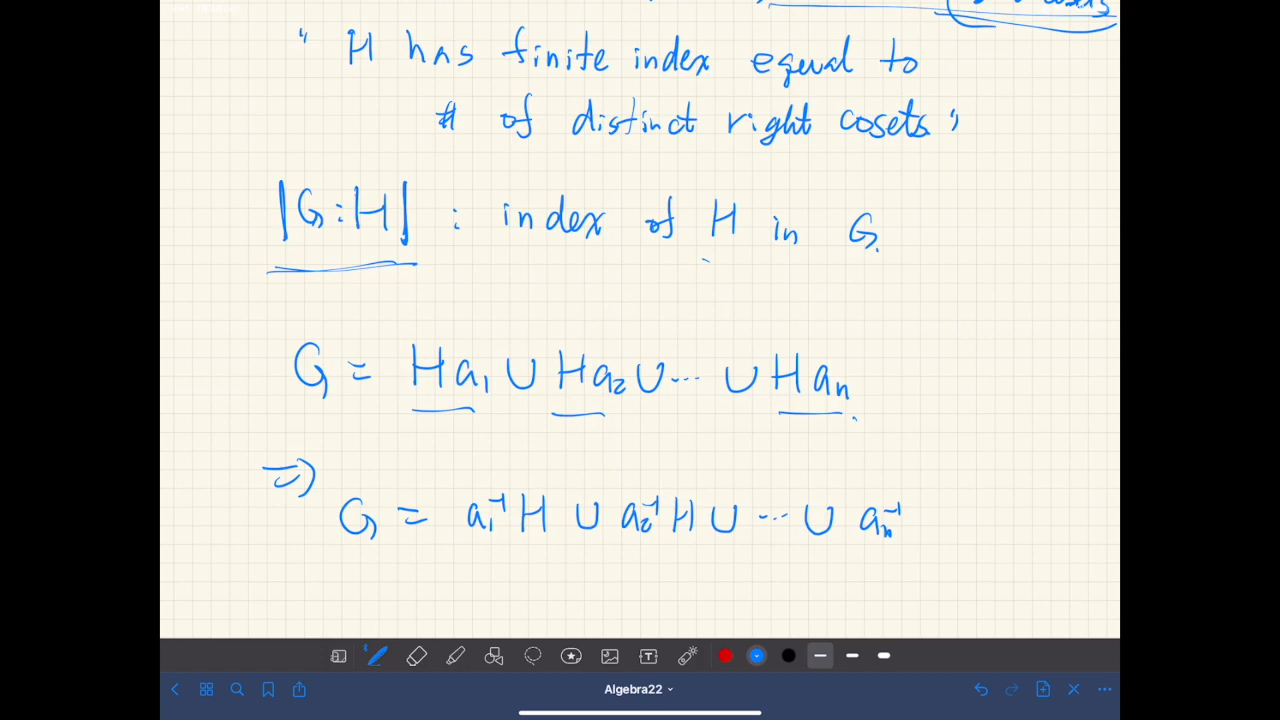 " H has finite index equal to
# of distinct right cosets "
|G:H| : index of H in G.
G = Ha₁ ∪ Ha₂ ∪ ⋯ ∪ Haₙ
⇒
G = a₁⁻¹H ∪ a₂⁻¹H ∪ ⋯ ∪ aₙ⁻¹
Algebra22